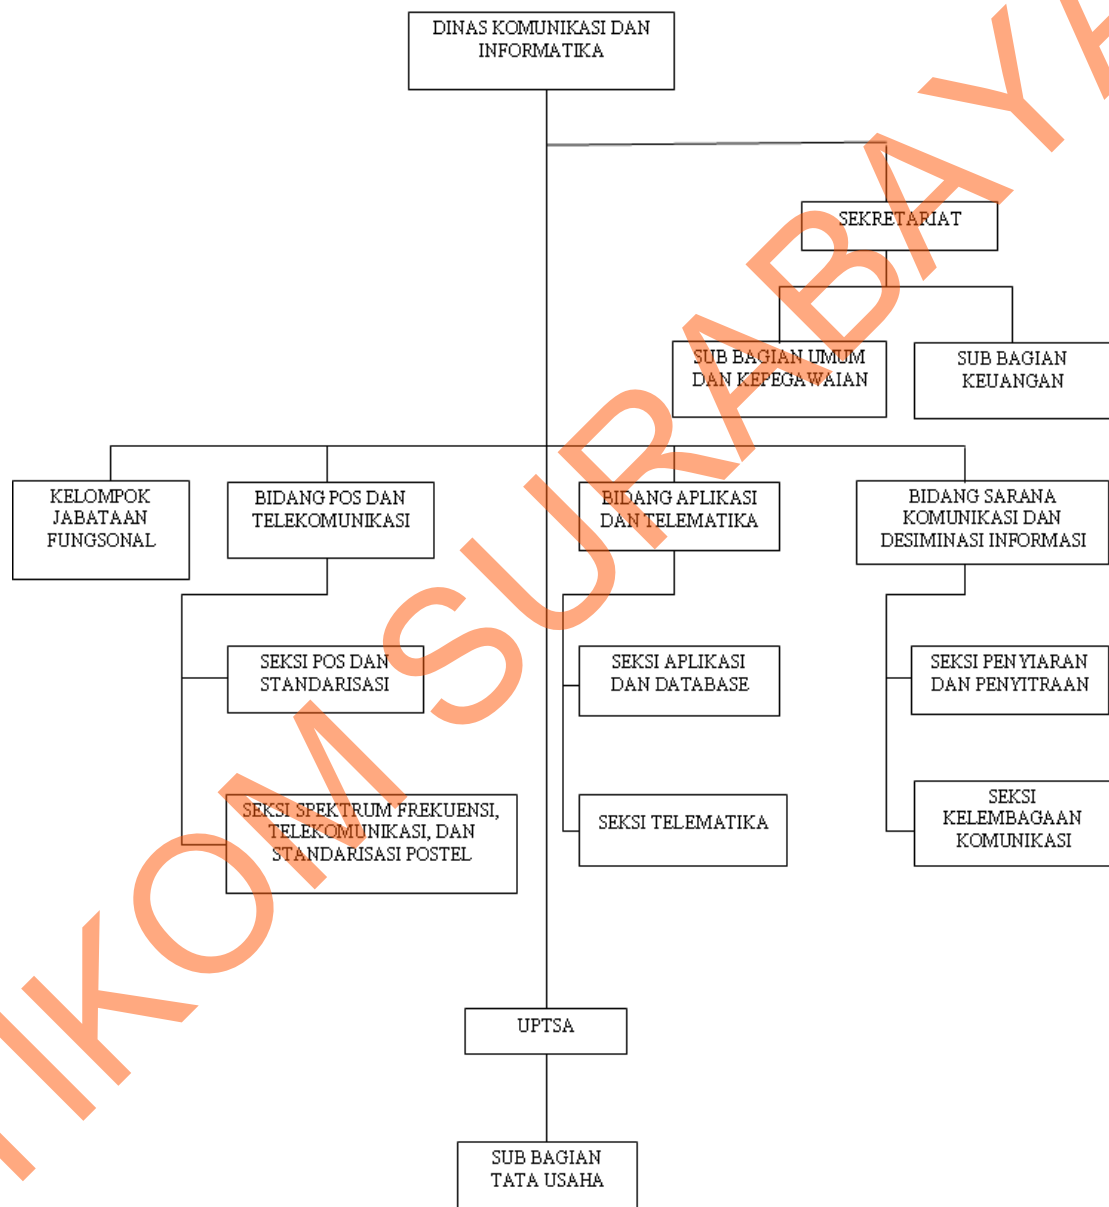 DINAS KOMUNIKASI DAN
INFORMATIKA
SEKRETARIAT
SUB BAGIAN UMUM
DAN KEPEGAWAIAN
SUB BAGIAN
KEUANGAN
KELOMPOK
JABATAAN
FUNGSONAL
BIDANG POS DAN
TELEKOMUNIKASI
BIDANG APLIKASI
DAN TELEMATIKA
BIDANG SARANA
KOMUNIKASI DAN
DESIMINASI INFORMASI
SEKSI POS DAN
STANDARISASI
SEKSI APLIKASI
DAN DATABASE
SEKSI PENYIARAN
DAN PENYITRAAN
SEKSI SPEKTRUM FREKUENSI,
TELEKOMUNIKASI, DAN
STANDARISASI POSTEL
SEKSI TELEMATIKA
SEKSI
KELEMBAGAAN
KOMUNIKASI
UPTSA
SUB BAGIAN
TATA USAHA
IKOM SURABAYA